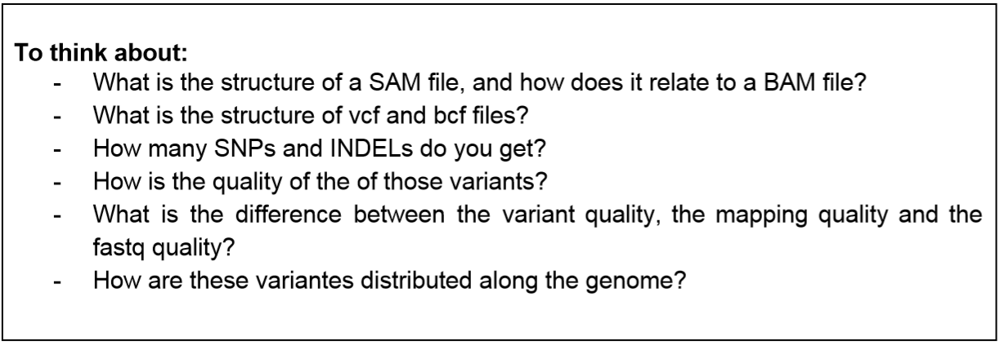 To think about:
- What is the structure of a SAM file, and how does it relate to a BAM file?
- What is the structure of vcf and bcf files?
- How many SNPs and INDELs do you get?
- How is the quality of the of those variants?
- What is the difference between the variant quality, the mapping quality and the
fastq quality?
- How are these variantes distributed along the genome?